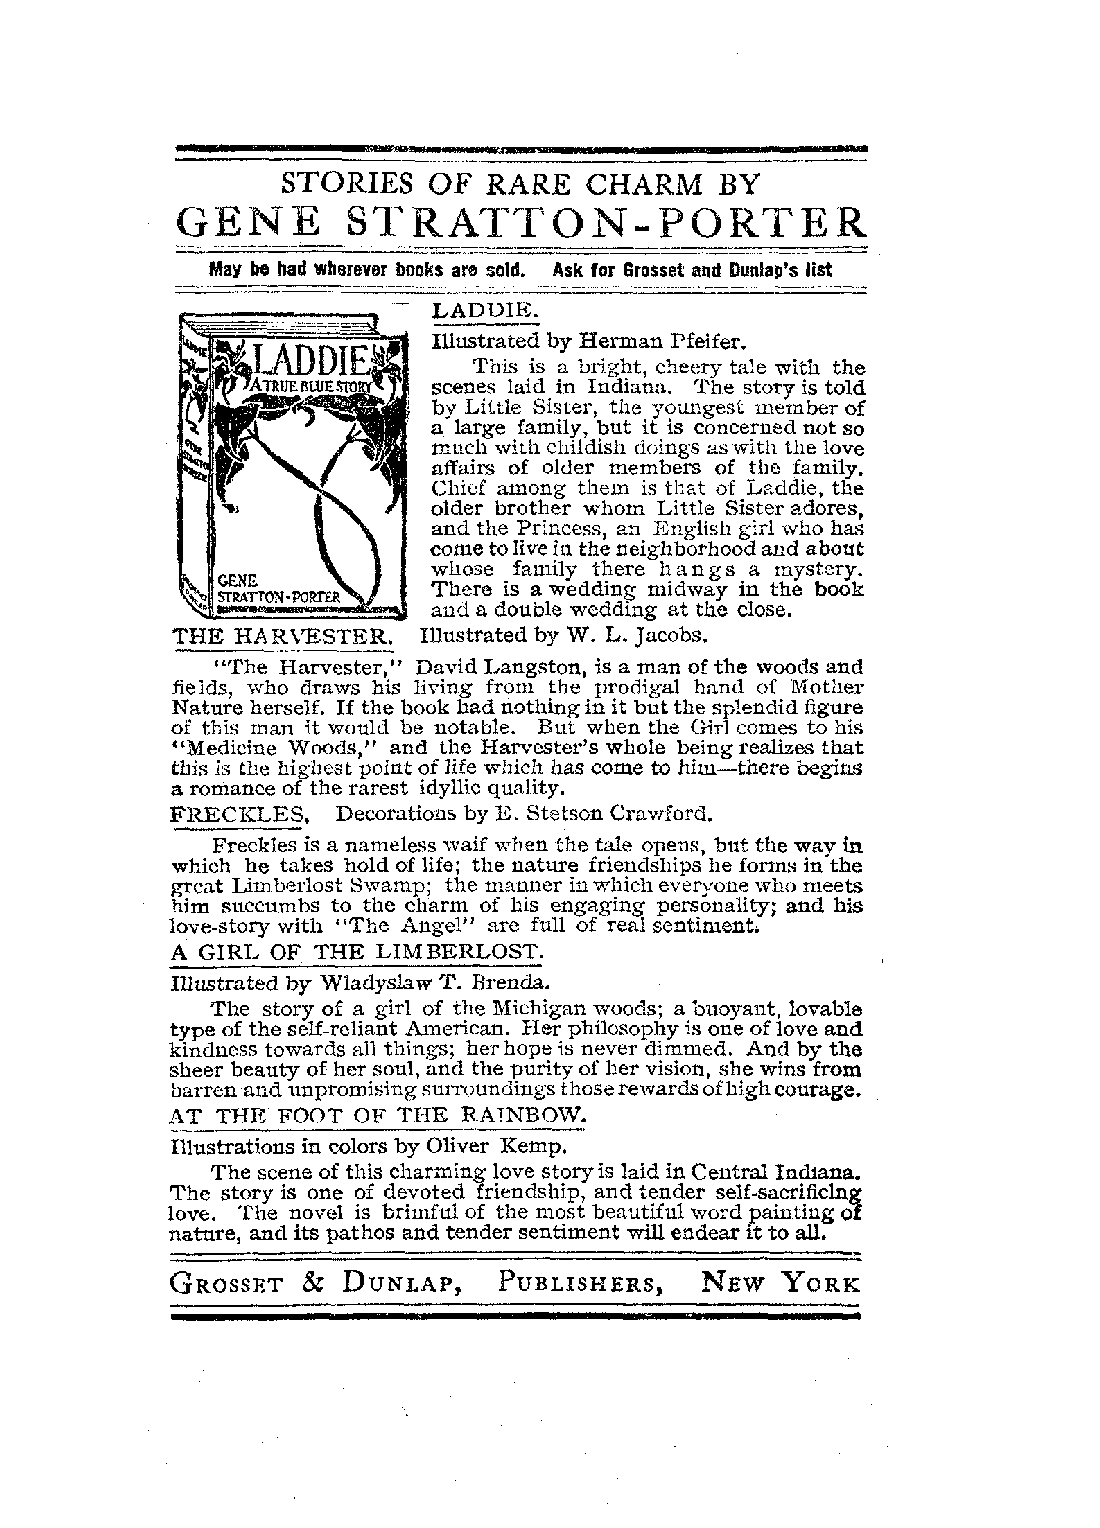 STORIES OF RARE CHARM BY
GENE STRATTON-PORTER
May be had wherever books are sold. Ask for Grosset and Dunlap's list
LADDIE
A TRUE BLUE STORY
GENE
STRATTON-PORTER
LADDIE.
Illustrated by Herman Pfeifer.
This is a bright, cheery tale with the
scenes laid in Indiana. The story is told
by Little Sister, the youngest member of
a large family, but it is concerned not so
much with childish doings as with the love
affairs of older members of the family.
Chief among them is that of Laddie, the
older brother whom Little Sister adores,
and the Princess, an English girl who has
come to live in the neighborhood and about
whose family there hangs a mystery.
There is a wedding midway in the book
and a double wedding at the close.
THE HARVESTER. Illustrated by W. L. Jacobs.
"The Harvester," David Langston, is a man of the woods and
fields, who draws his living from the prodigal hand of Mother
Nature herself. If the book had nothing in it but the splendid figure
of this man it would be notable. But when the Girl comes to his
"Medicine Woods," and the Harvester's whole being realizes that
this is the highest point of life which has come to him—there begins
a romance of the rarest idyllic quality.
FRECKLES. Decorations by E. Stetson Crawford.
Freckles is a nameless waif when the tale opens, but the way in
which he takes hold of life; the nature friendships he forms in the
great Limberlost Swamp; the manner in which everyone who meets
him succumbs to the charm of his engaging personality; and his
love-story with "The Angel" are full of real sentiment.
A GIRL OF THE LIMBERLOST.
Illustrated by Wladyslaw T. Brenda.
The story of a girl of the Michigan woods; a buoyant, lovable
type of the self-reliant American. Her philosophy is one of love and
kindness towards all things; her hope is never dimmed. And by the
sheer beauty of her soul, and the purity of her vision, she wins from
barren and unpromising surroundings those rewards of high courage.
AT THE FOOT OF THE RAINBOW.
Illustrations in colors by Oliver Kemp.
The scene of this charming love story is laid in Central Indiana.
The story is one of devoted friendship, and tender self-sacrificing
love. The novel is brimful of the most beautiful word painting of
nature, and its pathos and tender sentiment will endear it to all.
GROSSET & DUNLAP, PUBLISHERS, NEW YORK